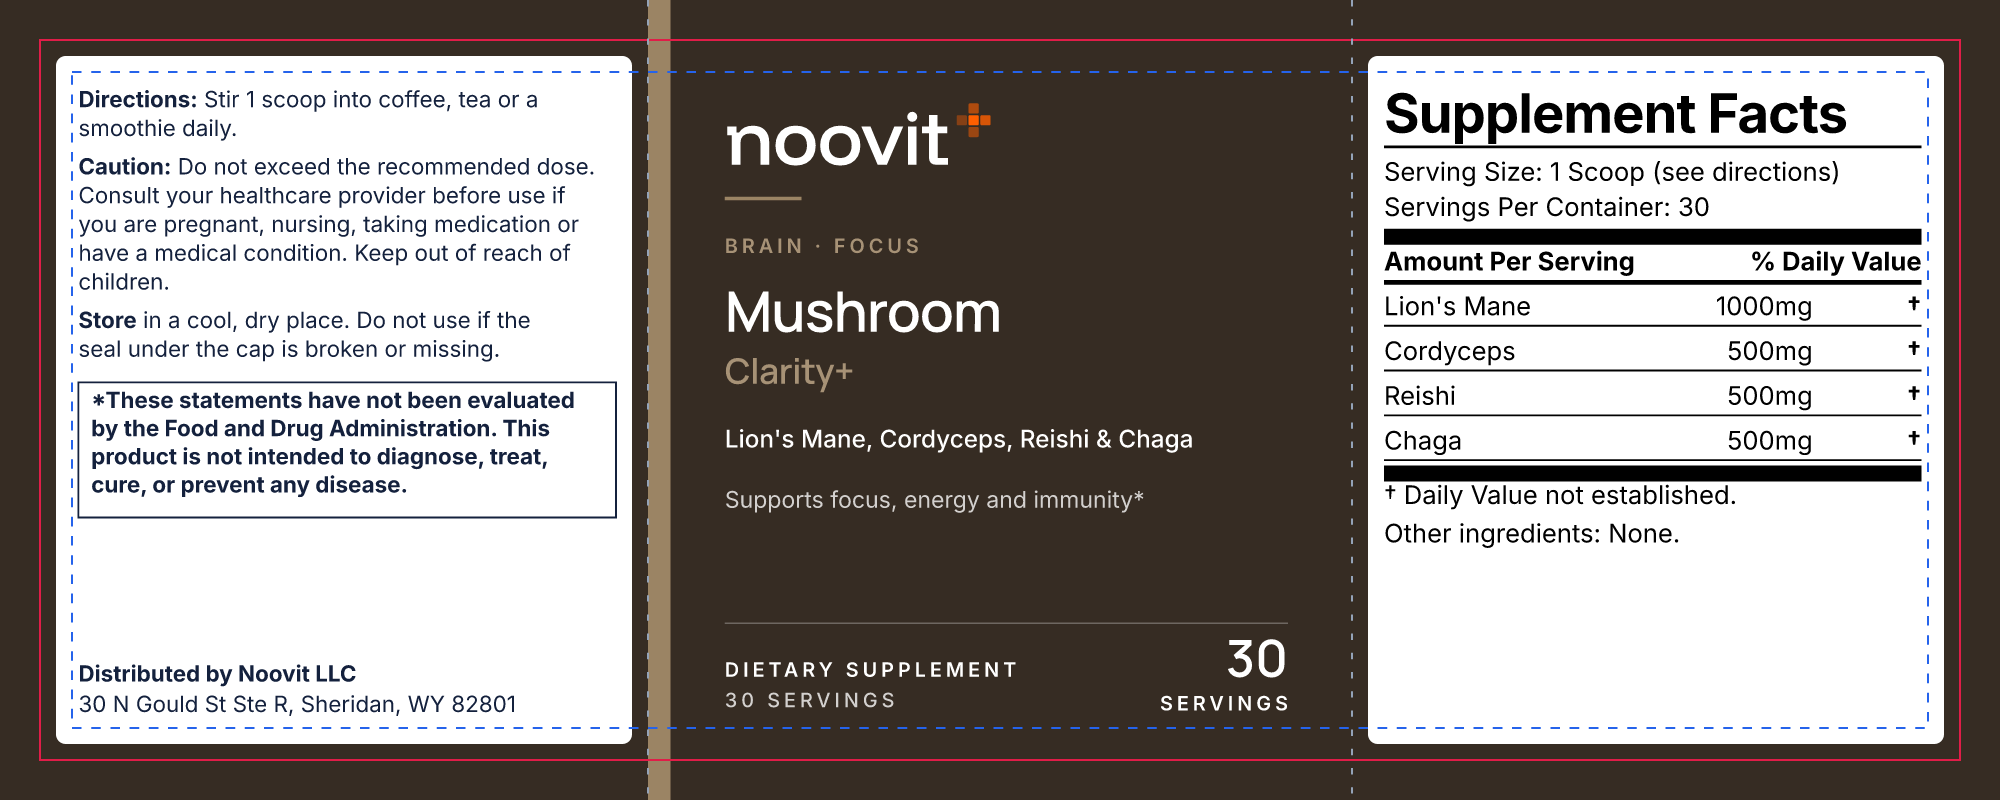 Directions: Stir 1 scoop into coffee, tea or a
smoothie daily.
Caution: Do not exceed the recommended dose.
Consult your healthcare provider before use if
you are pregnant, nursing, taking medication or
have a medical condition. Keep out of reach of
children.
Store in a cool, dry place. Do not use if the
seal under the cap is broken or missing.
*These statements have not been evaluated
by the Food and Drug Administration. This
product is not intended to diagnose, treat,
cure, or prevent any disease.
Distributed by Noovit LLC
30 N Gould St Ste R, Sheridan, WY 82801
noovit
BRAIN · FOCUS
Mushroom
Clarity+
Lion's Mane, Cordyceps, Reishi & Chaga
Supports focus, energy and immunity*
DIETARY SUPPLEMENT
30 SERVINGS
30
SERVINGS
Supplement Facts
Serving Size: 1 Scoop (see directions)
Servings Per Container: 30
Amount Per Serving % Daily Value
Lion's Mane 1000mg †
Cordyceps 500mg †
Reishi 500mg †
Chaga 500mg †
† Daily Value not established.
Other ingredients: None.